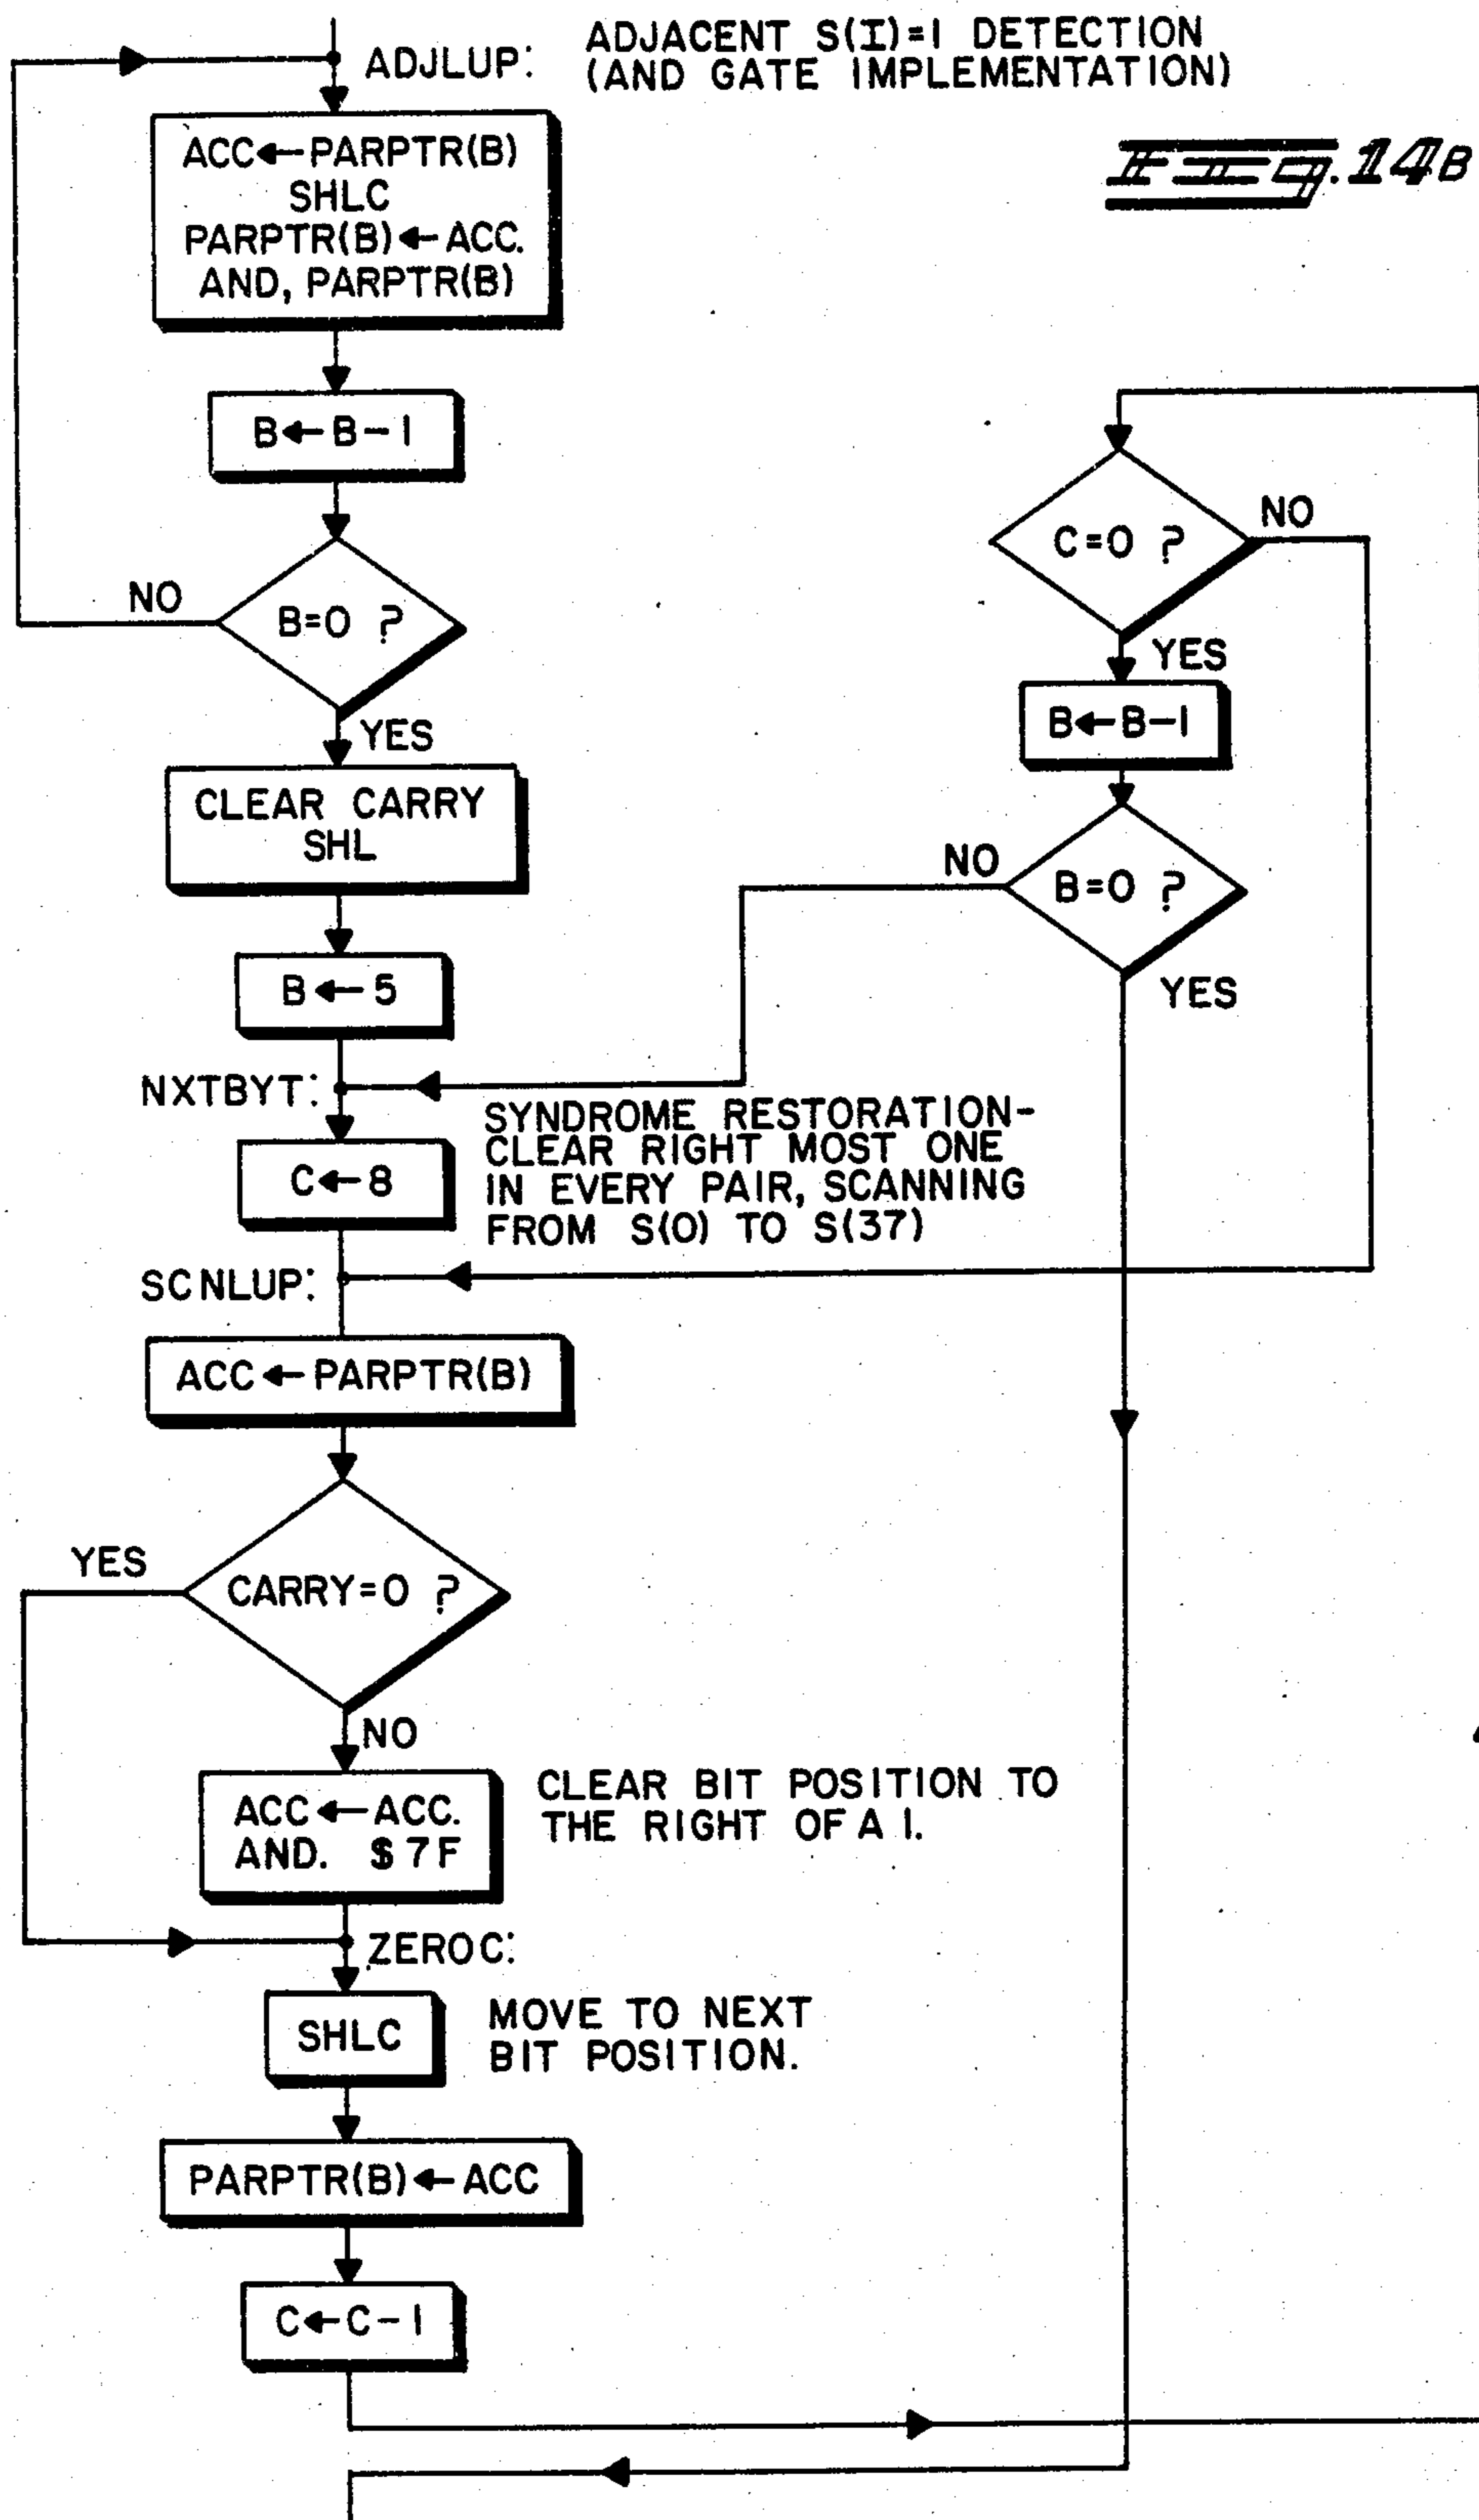 ADJLUP:
ADJACENT S(I)=1 DETECTION
(AND GATE IMPLEMENTATION)
Fig. 14B
ACC←PARPTR(B)
SHLC
PARPTR(B)←ACC.
AND, PARPTR(B)
B←B-1
B=0 ?
NO
YES
CLEAR CARRY
SHL
B←5
NXTBYT:
C←8
SYNDROME RESTORATION-
CLEAR RIGHT MOST ONE
IN EVERY PAIR, SCANNING
FROM S(0) TO S(37)
SCNLUP:
ACC←PARPTR(B)
CARRY=0 ?
YES
NO
ACC←ACC.
AND. $7F
CLEAR BIT POSITION TO
THE RIGHT OF A 1.
ZEROC:
SHLC
MOVE TO NEXT
BIT POSITION.
PARPTR(B)←ACC
C←C-1
C=0 ?
NO
YES
B←B-1
B=0 ?
NO
YES